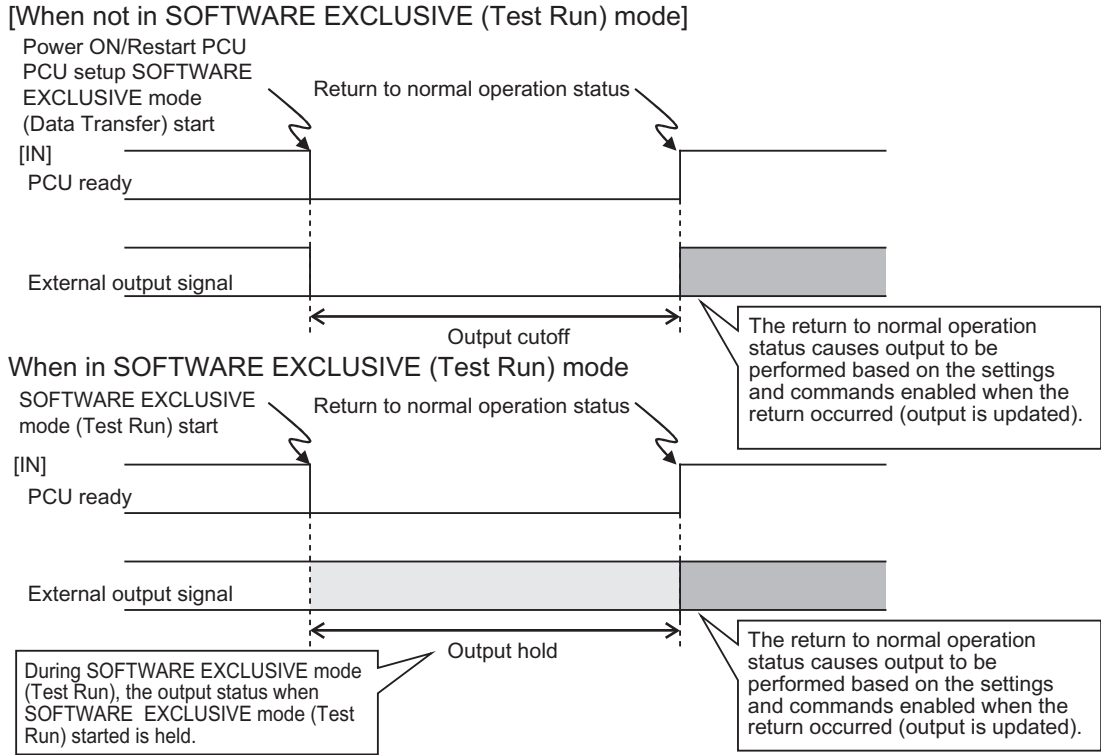 [When not in SOFTWARE EXCLUSIVE (Test Run) mode]
Power ON/Restart PCU
PCU setup SOFTWARE
EXCLUSIVE mode
(Data Transfer) start
Return to normal operation status
[IN]
PCU ready
External output signal
Output cutoff
The return to normal operation
status causes output to be
performed based on the settings
and commands enabled when the
return occurred (output is updated).
When in SOFTWARE EXCLUSIVE (Test Run) mode
SOFTWARE EXCLUSIVE
mode (Test Run) start
Return to normal operation status
[IN]
PCU ready
External output signal
Output hold
During SOFTWARE EXCLUSIVE mode
(Test Run), the output status when
SOFTWARE EXCLUSIVE mode (Test
Run) started is held.
The return to normal operation
status causes output to be
performed based on the settings
and commands enabled when the
return occurred (output is updated).